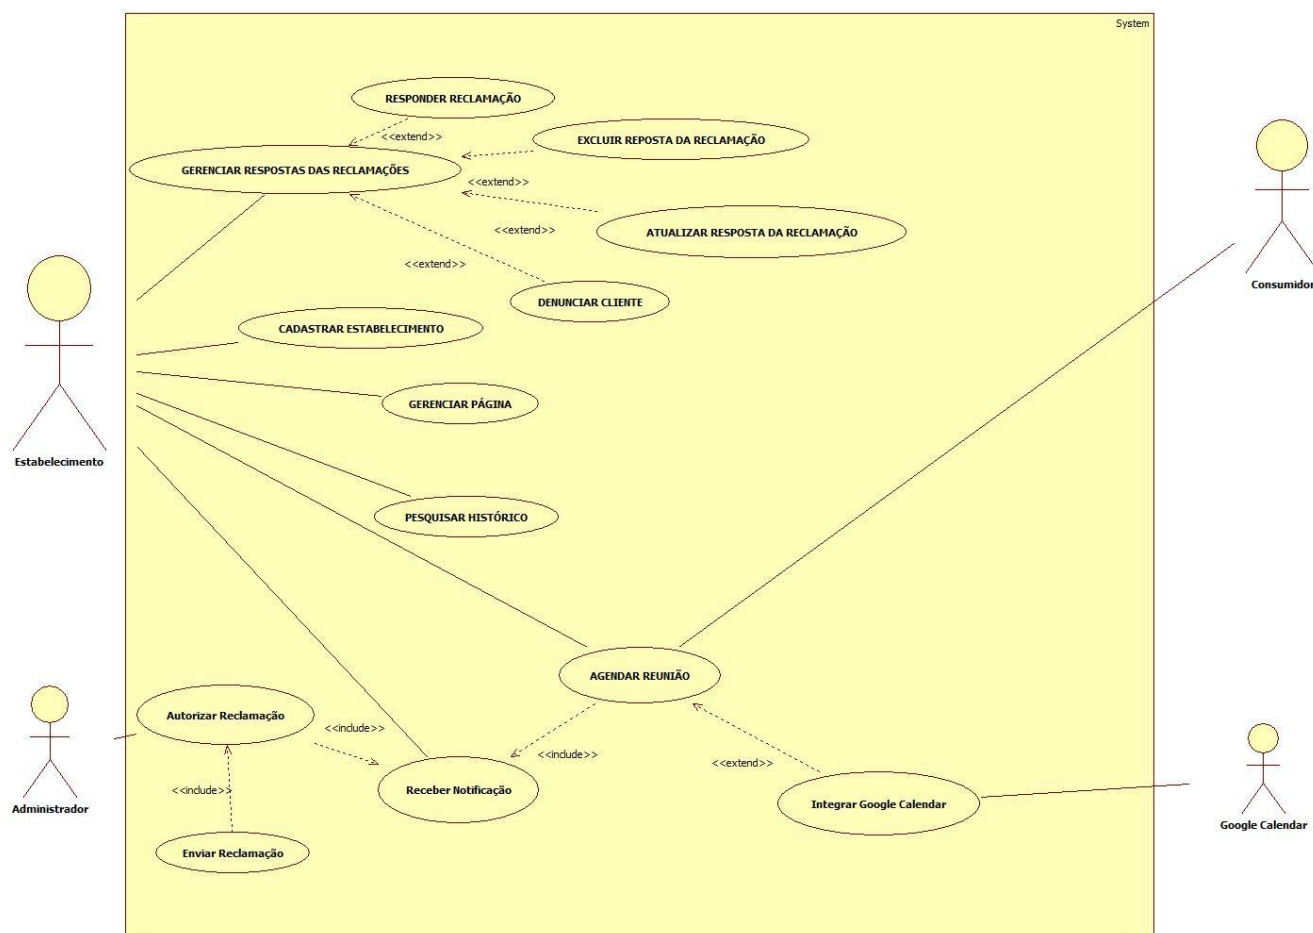 System
RESPONDER RECLAMAÇÃO
<<extend>>
EXCLUIR REPOSTA DA RECLAMAÇÃO
GERENCIAR RESPOSTAS DAS RECLAMAÇÕES
<<extend>>
<<extend>>
ATUALIZAR RESPOSTA DA RECLAMAÇÃO
<<extend>>
DENUNCIAR CLIENTE
Consumidor
CADASTRAR ESTABELECIMENTO
GERENCIAR PÁGINA
Estabelecimento
PESQUISAR HISTÓRICO
AGENDAR REUNIÃO
Autorizar Reclamação
<<include>>
<<include>>
<<extend>>
<<include>>
Receber Notificação
Integrar Google Calendar
Administrador
Google Calendar
Enviar Reclamação